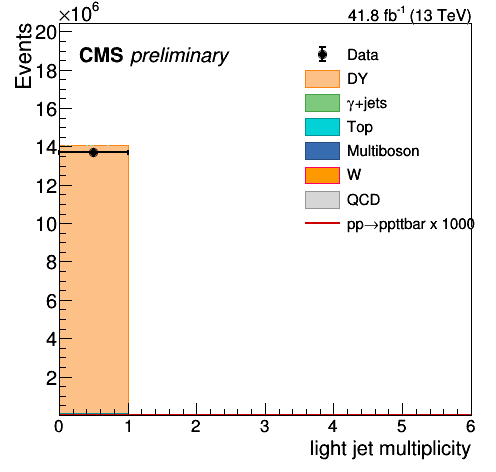 ×10⁶
41.8 fb⁻¹ (13 TeV)
Events
CMS preliminary
Data
DY
γ+jets
Top
Multiboson
W
QCD
pp→ppttbar x 1000
20
18
16
14
12
10
8
6
4
2
0 1 2 3 4 5 6
light jet multiplicity